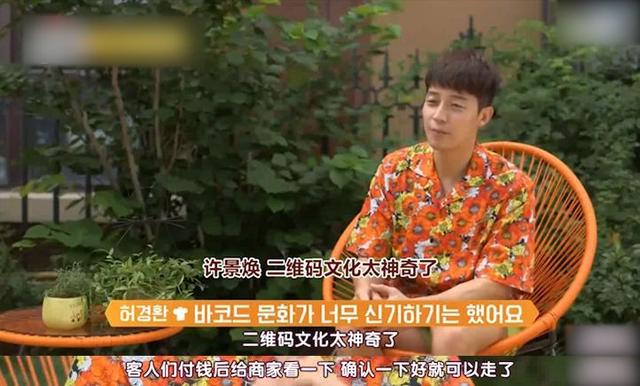 许景焕 二维码文化太神奇了
허경환 바코드 문화가 너무 신기하기는 했어요
二维码文化太神奇了
客人们付钱后给商家看一下 确认一下好就可以走了